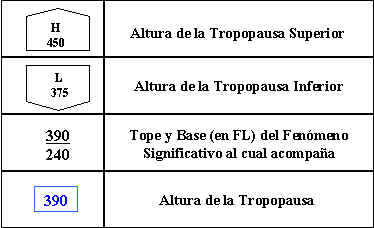 H
450
Altura de la Tropopausa Superior
L
375
Altura de la Tropopausa Inferior
390
240
Tope y Base (en FL) del Fenómeno
Significativo al cual acompaña
390
Altura de la Tropopausa